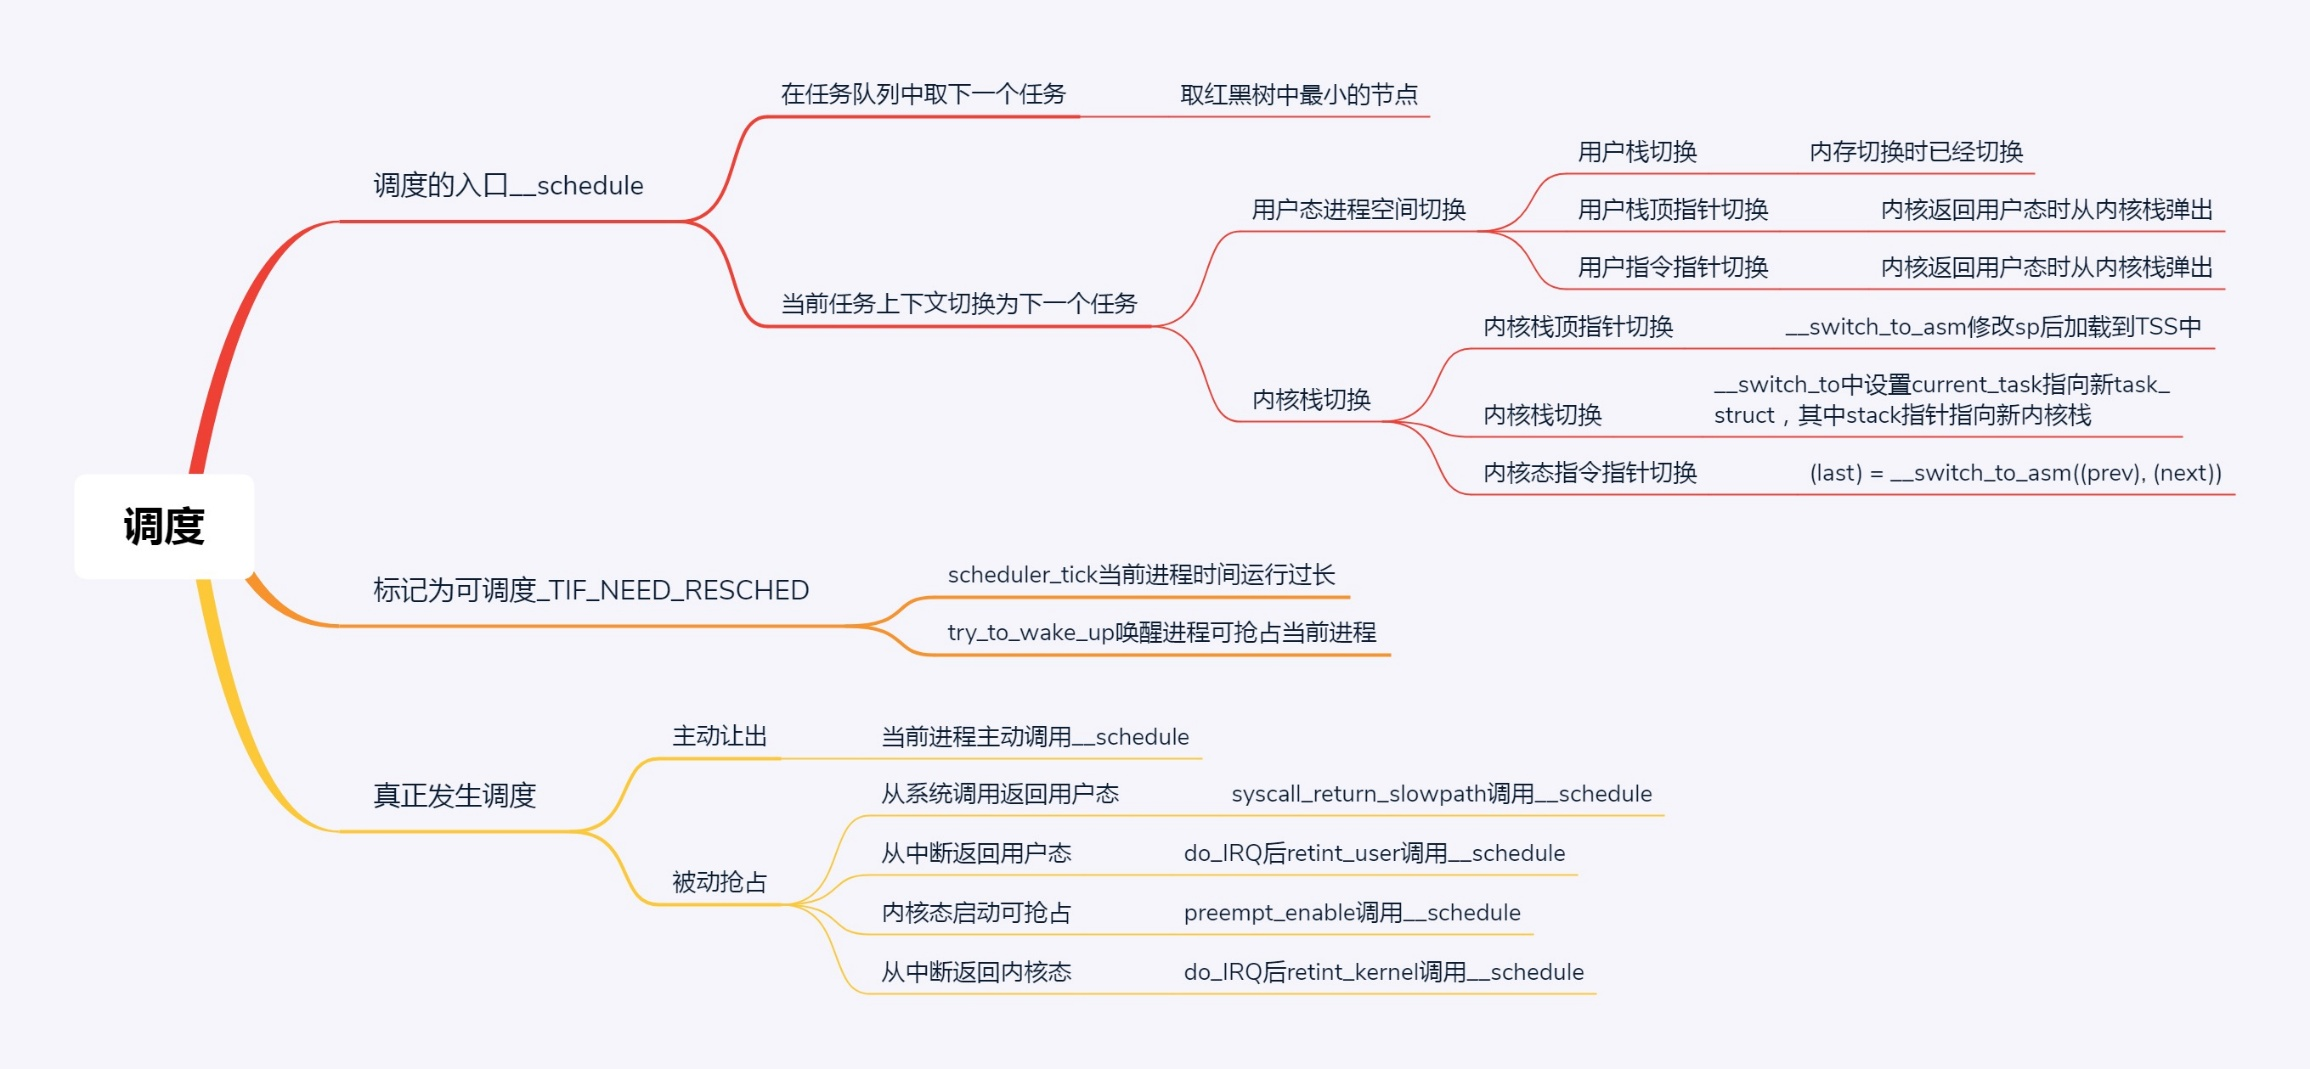 调度
调度的入口__schedule
在任务队列中取下一个任务
取红黑树中最小的节点
当前任务上下文切换为下一个任务
用户态进程空间切换
用户栈切换
内存切换时已经切换
用户栈顶指针切换
内核返回用户态时从内核栈弹出
用户指令指针切换
内核返回用户态时从内核栈弹出
内核栈切换
内核栈顶指针切换
__switch_to_asm修改sp后加载到TSS中
内核栈切换
__switch_to中设置current_task指向新task_
struct，其中stack指针指向新内核栈
内核态指令指针切换
(last) = __switch_to_asm((prev), (next))
标记为可调度_TIF_NEED_RESCHED
scheduler_tick当前进程时间运行过长
try_to_wake_up唤醒进程可抢占当前进程
真正发生调度
主动让出
当前进程主动调用__schedule
被动抢占
从系统调用返回用户态
syscall_return_slowpath调用__schedule
从中断返回用户态
do_IRQ后retint_user调用__schedule
内核态启动可抢占
preempt_enable调用__schedule
从中断返回内核态
do_IRQ后retint_kernel调用__schedule